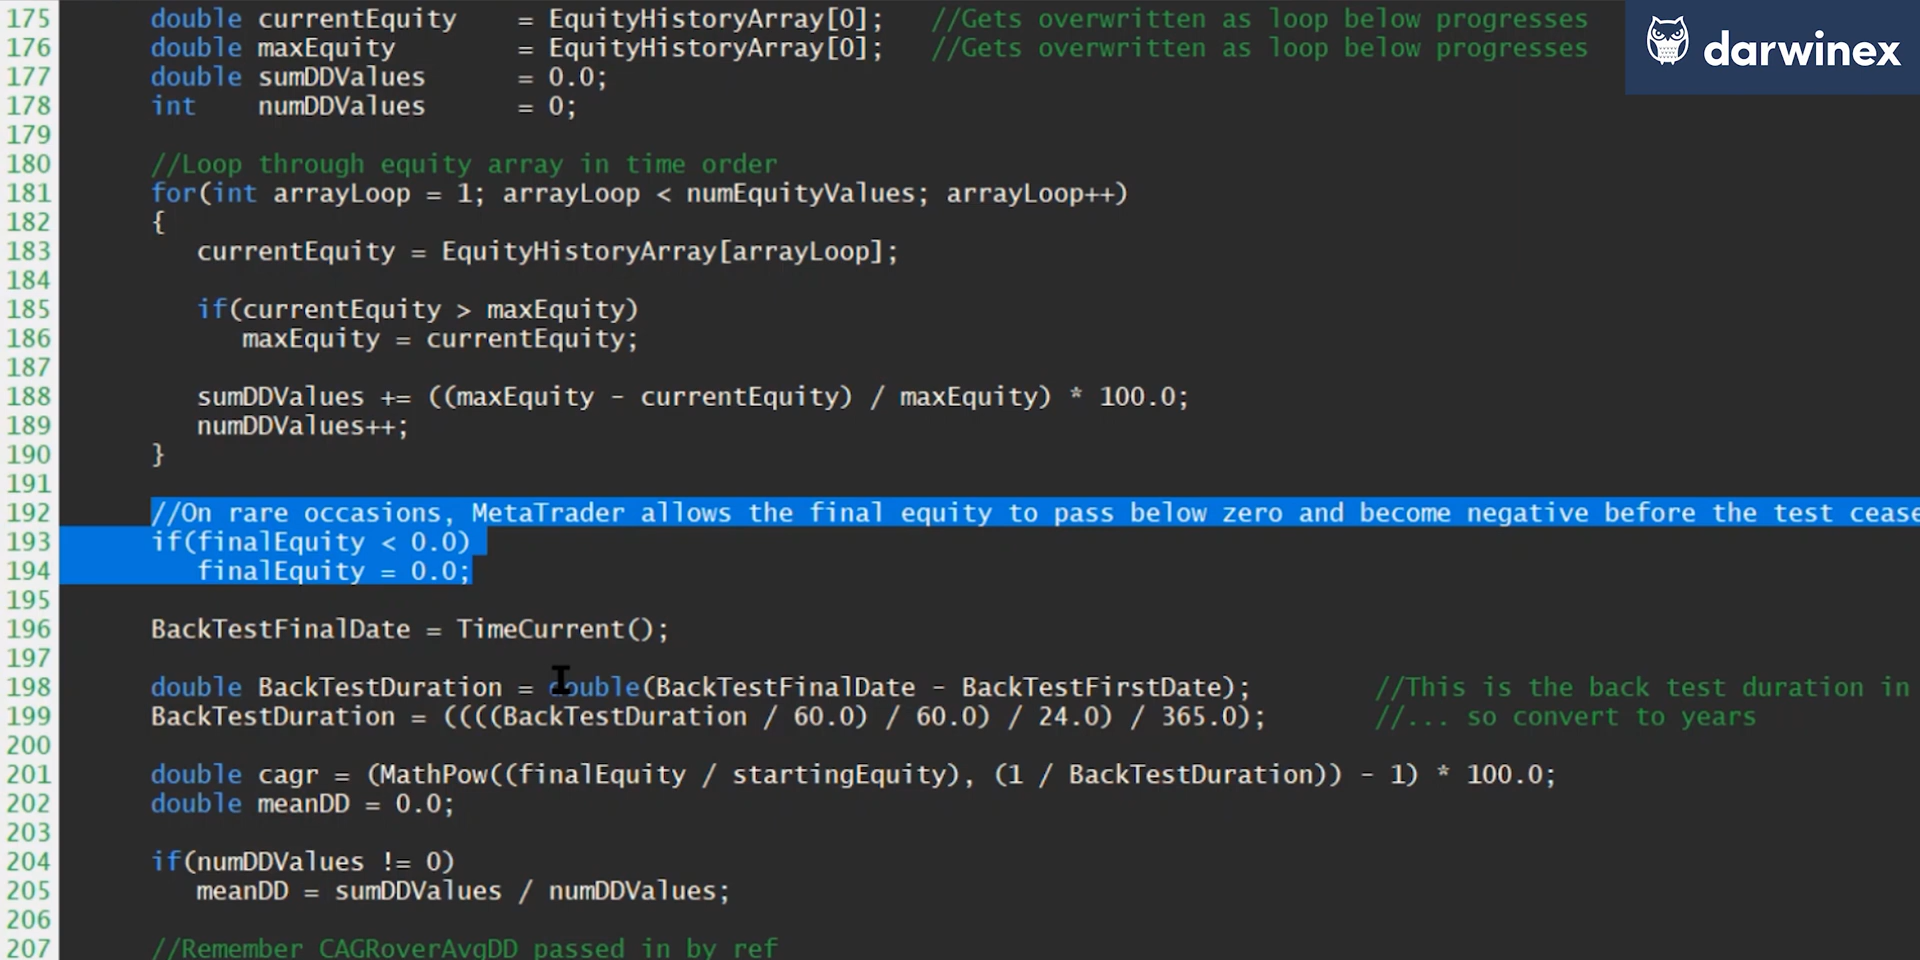 175 double currentEquity = EquityHistoryArray[0]; //Gets overwritten as loop below progresses
176 double maxEquity = EquityHistoryArray[0]; //Gets overwritten as loop below progresses
177 double sumDDValues = 0.0;
178 int numDDValues = 0;
179
180 //Loop through equity array in time order
181 for(int arrayLoop = 1; arrayLoop < numEquityValues; arrayLoop++)
182 {
183 currentEquity = EquityHistoryArray[arrayLoop];
184
185 if(currentEquity > maxEquity)
186 maxEquity = currentEquity;
187
188 sumDDValues += ((maxEquity - currentEquity) / maxEquity) * 100.0;
189 numDDValues++;
190 }
191
192 //On rare occasions, MetaTrader allows the final equity to pass below zero and become negative before the test cease
193 if(finalEquity < 0.0)
194 finalEquity = 0.0;
195
196 BackTestFinalDate = TimeCurrent();
197
198 double BackTestDuration = double(BackTestFinalDate - BackTestFirstDate); //This is the back test duration in
199 BackTestDuration = ((((BackTestDuration / 60.0) / 60.0) / 24.0) / 365.0); //... so convert to years
200
201 double cagr = (MathPow((finalEquity / startingEquity), (1 / BackTestDuration)) - 1) * 100.0;
202 double meanDD = 0.0;
203
204 if(numDDValues != 0)
205 meanDD = sumDDValues / numDDValues;
206
207 //Remember CAGRoverAvgDD passed in by ref
darwinex